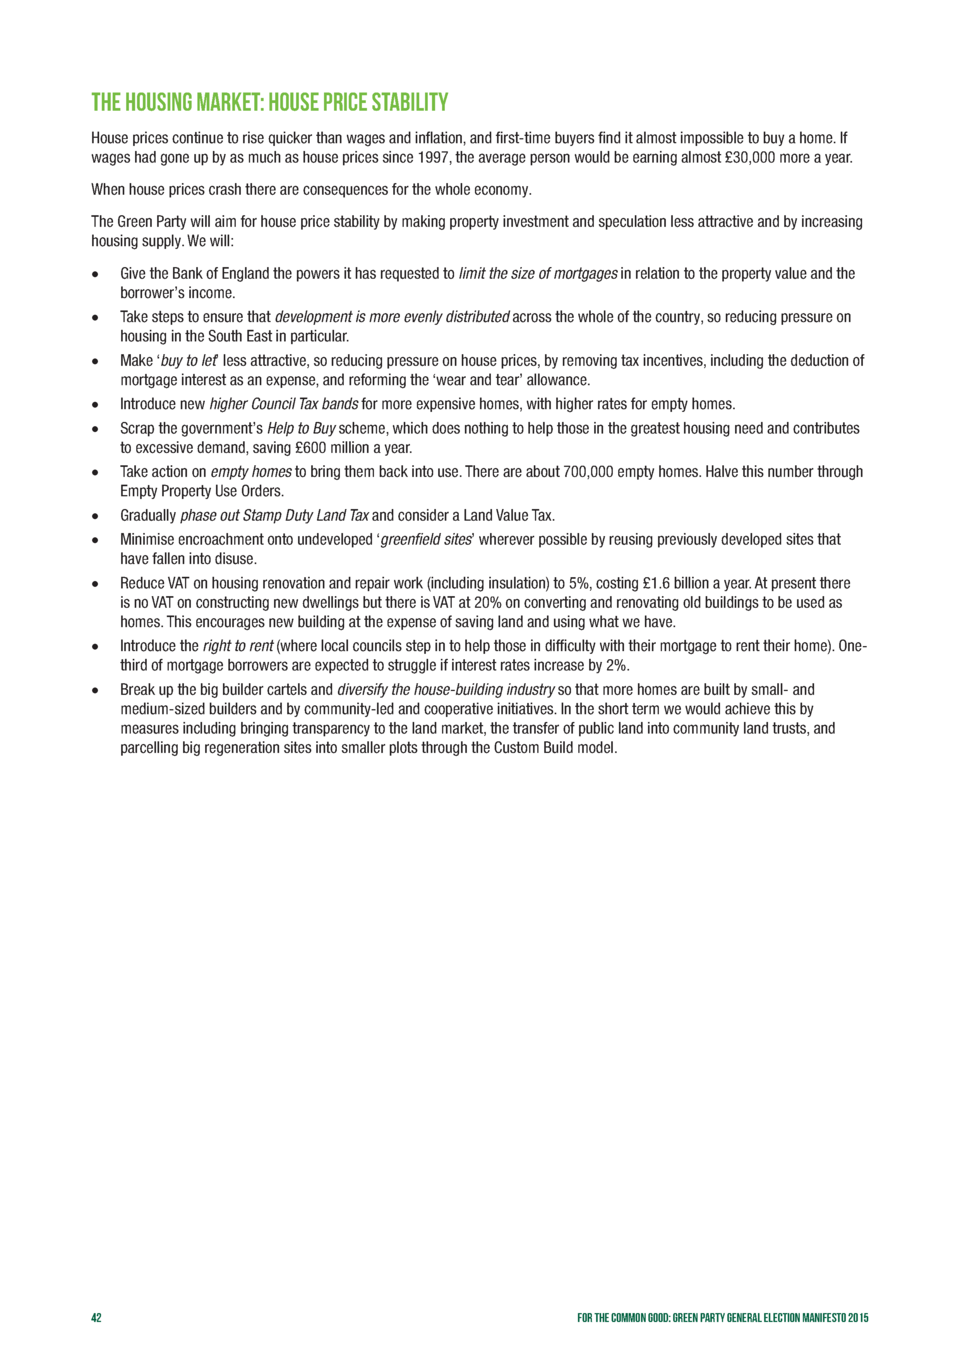 THE HOUSING MARKET: HOUSE PRICE STABILITY
House prices continue to rise quicker than wages and inflation, and first-time buyers find it almost impossible to buy a home. If
wages had gone up by as much as house prices since 1997, the average person would be earning almost £30,000 more a year.
When house prices crash there are consequences for the whole economy.
The Green Party will aim for house price stability by making property investment and speculation less attractive and by increasing
housing supply. We will:
• Give the Bank of England the powers it has requested to limit the size of mortgages in relation to the property value and the
borrower’s income.
• Take steps to ensure that development is more evenly distributed across the whole of the country, so reducing pressure on
housing in the South East in particular.
• Make ‘buy to let’ less attractive, so reducing pressure on house prices, by removing tax incentives, including the deduction of
mortgage interest as an expense, and reforming the ‘wear and tear’ allowance.
• Introduce new higher Council Tax bands for more expensive homes, with higher rates for empty homes.
• Scrap the government’s Help to Buy scheme, which does nothing to help those in the greatest housing need and contributes
to excessive demand, saving £600 million a year.
• Take action on empty homes to bring them back into use. There are about 700,000 empty homes. Halve this number through
Empty Property Use Orders.
• Gradually phase out Stamp Duty Land Tax and consider a Land Value Tax.
• Minimise encroachment onto undeveloped ‘greenfield sites’ wherever possible by reusing previously developed sites that
have fallen into disuse.
• Reduce VAT on housing renovation and repair work (including insulation) to 5%, costing £1.6 billion a year. At present there
is no VAT on constructing new dwellings but there is VAT at 20% on converting and renovating old buildings to be used as
homes. This encourages new building at the expense of saving land and using what we have.
• Introduce the right to rent (where local councils step in to help those in difficulty with their mortgage to rent their home). One-
third of mortgage borrowers are expected to struggle if interest rates increase by 2%.
• Break up the big builder cartels and diversify the house-building industry so that more homes are built by small- and
medium-sized builders and by community-led and cooperative initiatives. In the short term we would achieve this by
measures including bringing transparency to the land market, the transfer of public land into community land trusts, and
parcelling big regeneration sites into smaller plots through the Custom Build model.
42
FOR THE COMMON GOOD: GREEN PARTY GENERAL ELECTION MANIFESTO 2015